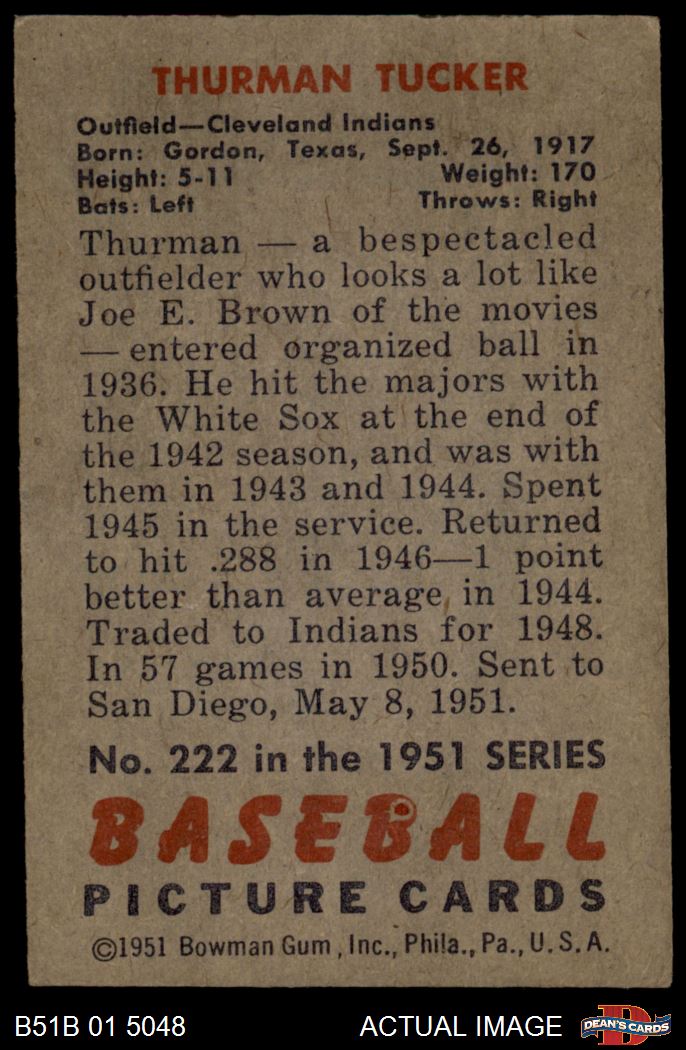 THURMAN TUCKER
Outfield—Cleveland Indians
Born: Gordon, Texas, Sept. 26, 1917
Height: 5-11 Weight: 170
Bats: Left Throws: Right
Thurman — a bespectacled
outfielder who looks a lot like
Joe E. Brown of the movies
— entered organized ball in
1936. He hit the majors with
the White Sox at the end of
the 1942 season, and was with
them in 1943 and 1944. Spent
1945 in the service. Returned
to hit .288 in 1946—1 point
better than average in 1944.
Traded to Indians for 1948.
In 57 games in 1950. Sent to
San Diego, May 8, 1951.
No. 222 in the 1951 SERIES
BASEBALL
PICTURE CARDS
©1951 Bowman Gum, Inc., Phila., Pa., U. S. A.
B51B 01 5048 ACTUAL IMAGE D DEAN'S CARDS